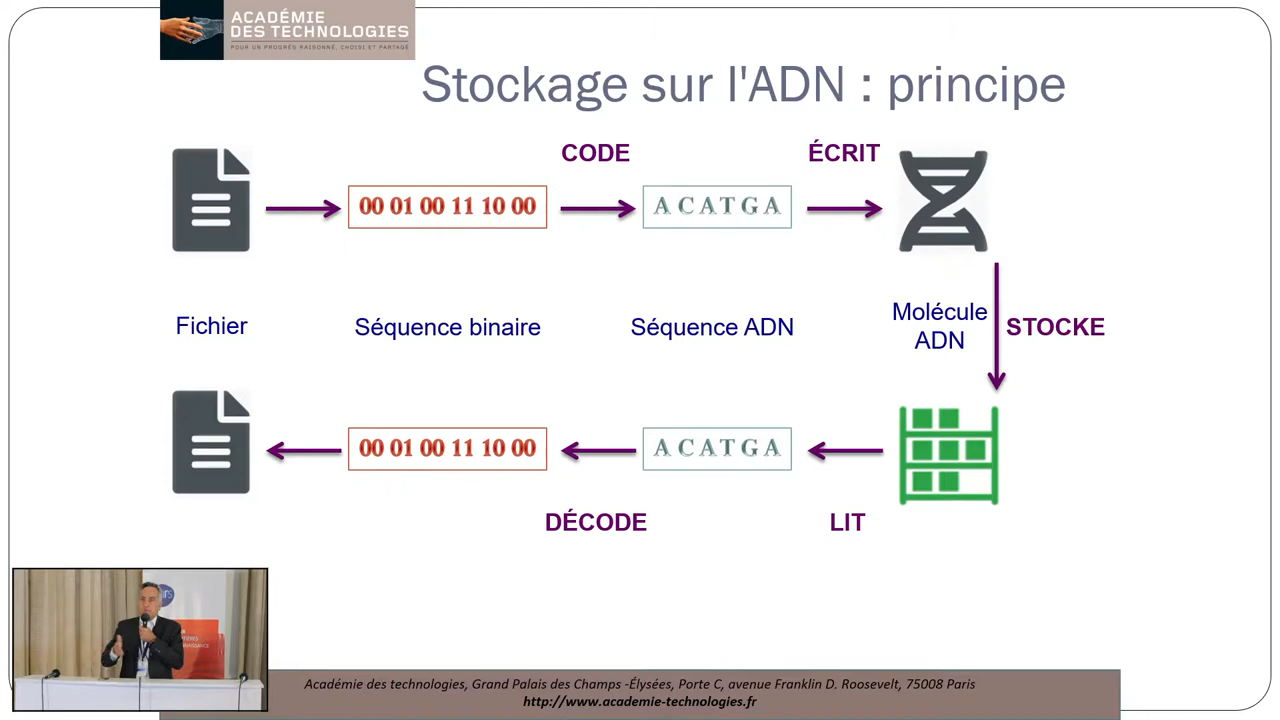 ACADÉMIE
DES TECHNOLOGIES
POUR UN PROGRÈS RAISONNÉ, CHOISI ET PARTAGÉ
Stockage sur l'ADN : principe
CODE
ÉCRIT
00 01 00 11 10 00
A C A T G A
Fichier
Séquence binaire
Séquence ADN
Molécule
ADN
STOCKE
00 01 00 11 10 00
A C A T G A
DÉCODE
LIT
Académie des technologies, Grand Palais des Champs -Élysées, Porte C, avenue Franklin D. Roosevelt, 75008 Paris
http://www.academie-technologies.fr